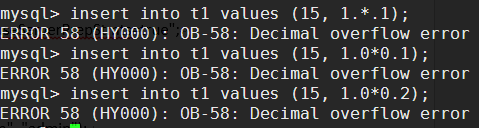 mysql> insert into t1 values (15, 1.*.1);
ERROR 58 (HY000): OB-58: Decimal overflow error
mysql> insert into t1 values (15, 1.0*0.1);
ERROR 58 (HY000): OB-58: Decimal overflow error
mysql> insert into t1 values (15, 1.0*0.2);
ERROR 58 (HY000): OB-58: Decimal overflow error